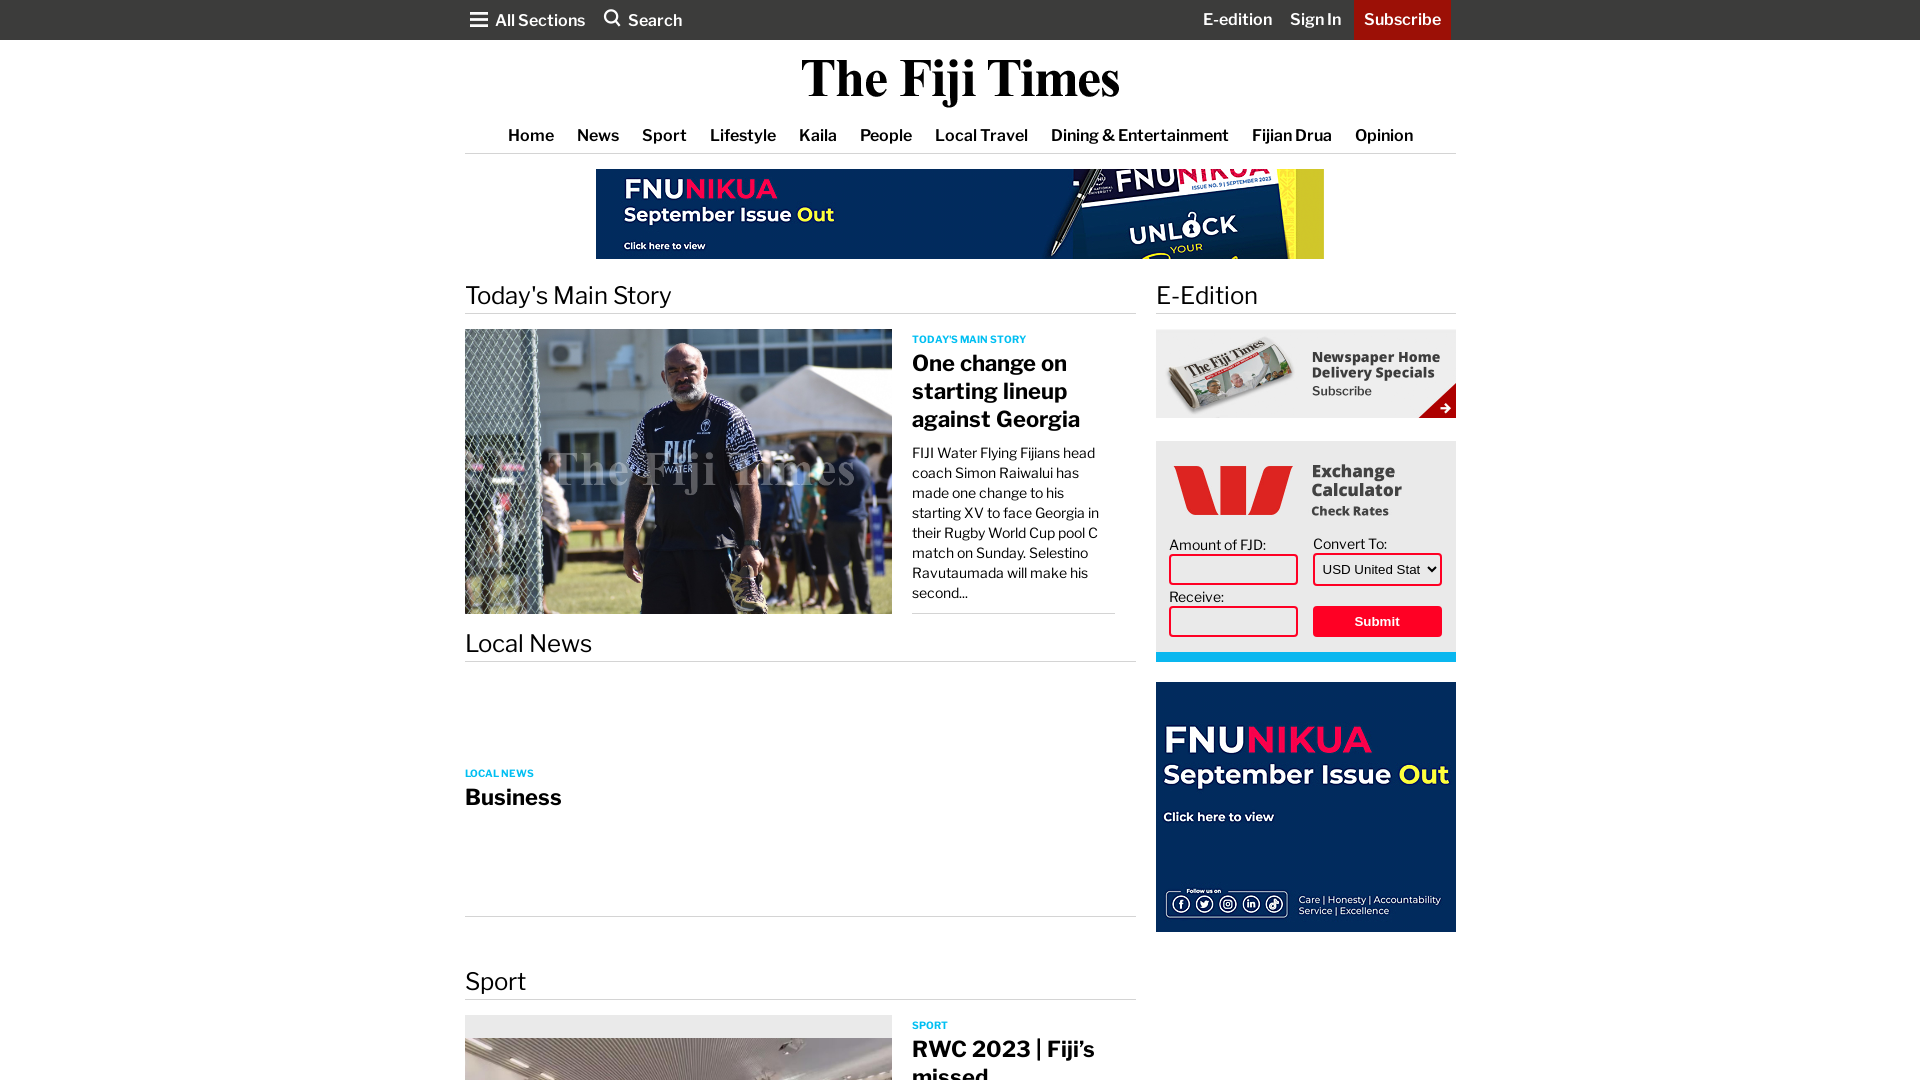 All Sections
Search
E-edition
Sign In
Subscribe
The Fiji Times
Home
News
Sport
Lifestyle
Kaila
People
Local Travel
Dining & Entertainment
Fijian Drua
Opinion
FNUNIKUA
September Issue Out
Click here to view
FNUNIKUA
ISSUE NO. 9 | SEPTEMBER 2023
UNLOCK
YOUR
Today's Main Story
The Fiji Times
FIJI
WATER
TODAY'S MAIN STORY
One change on
starting lineup
against Georgia
FIJI Water Flying Fijians head
coach Simon Raiwalui has
made one change to his
starting XV to face Georgia in
their Rugby World Cup pool C
match on Sunday. Selestino
Ravutaumada will make his
second...
E-Edition
The Fiji Times
Newspaper Home
Delivery Specials
Subscribe
Exchange
Calculator
Check Rates
Amount of FJD:
Convert To:
USD United Stat
Receive:
Submit
Local News
LOCAL NEWS
Business
FNUNIKUA
September Issue Out
Click here to view
Follow us on
Care | Honesty | Accountability
Service | Excellence
Sport
SPORT
RWC 2023 | Fiji’s
missed